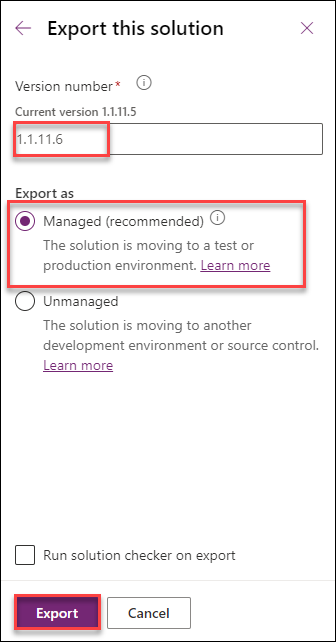 Export this solution
Version number*
Current version 1.1.11.5
1.1.11.6
Export as
Managed (recommended)
The solution is moving to a test or
production environment. Learn more
Unmanaged
The solution is moving to another
development environment or source control.
Learn more
Run solution checker on export
Export Cancel